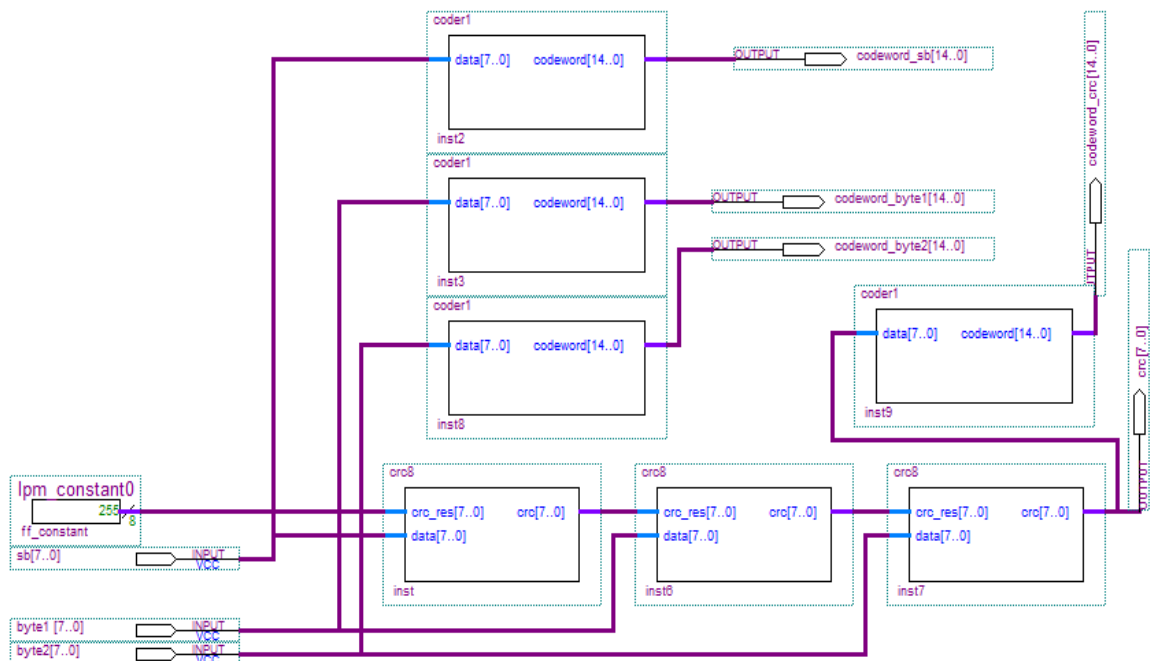 coder1
data[7..0] codeword[14..0]
inst2
OUTPUT codeword_sb[14..0]
coder1
data[7..0] codeword[14..0]
inst3
OUTPUT codeword_byte1[14..0]
OUTPUT codeword_byte2[14..0]
coder1
data[7..0] codeword[14..0]
inst8
codeword_crc[14..0]
coder1
data[7..0] codeword[14..0]
inst9
crc[7..0]
OUTPUT
lpm_constant0
255
8
ff_constant
sb[7..0] INPUT
VCC
crc8
crc_res[7..0] crc[7..0]
data[7..0]
inst
crc8
crc_res[7..0] crc[7..0]
data[7..0]
inst6
crc8
crc_res[7..0] crc[7..0]
data[7..0]
inst7
byte1 [7..0] INPUT
VCC
byte2[7..0] INPUT